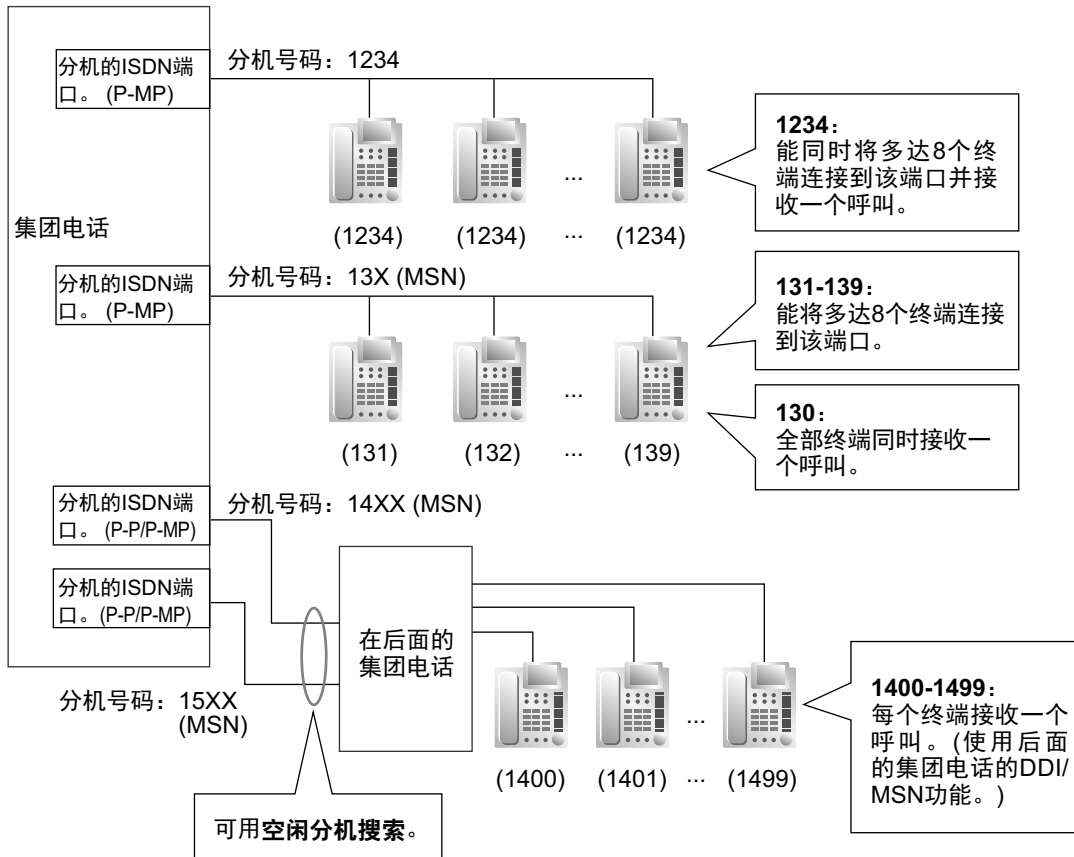 分机的ISDN端
口。 (P-MP)
分机号码：1234
(1234)
(1234)
...
...
(1234)
1234：
能同时将多达8个终
端连接到该端口并接
收一个呼叫。
集团电话
分机的ISDN端
口。 (P-MP)
分机号码：13X (MSN)
(131)
(132)
...
...
(139)
131-139：
能将多达8个终端连接
到该端口。
130：
全部终端同时接收一
个呼叫。
分机的ISDN端
口。 (P-P/P-MP)
分机号码：14XX (MSN)
分机的ISDN端
口。(P-P/P-MP)
分机号码：15XX
(MSN)
在后面的
集团电话
(1400)
(1401)
...
...
(1499)
1400-1499：
每个终端接收一个
呼叫。(使用后面
的集团电话的DDI/
MSN功能。)
可用空闲分机搜索。